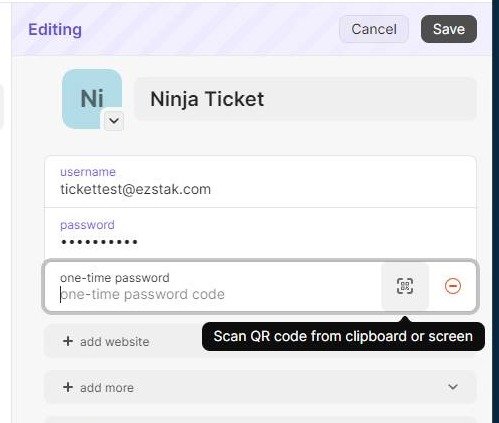 Editing
Cancel
Save
Ni
Ninja Ticket
username
tickettest@ezstak.com
password
••••••••••
one-time password
one-time password code
Scan QR code from clipboard or screen
+ add website
+ add more